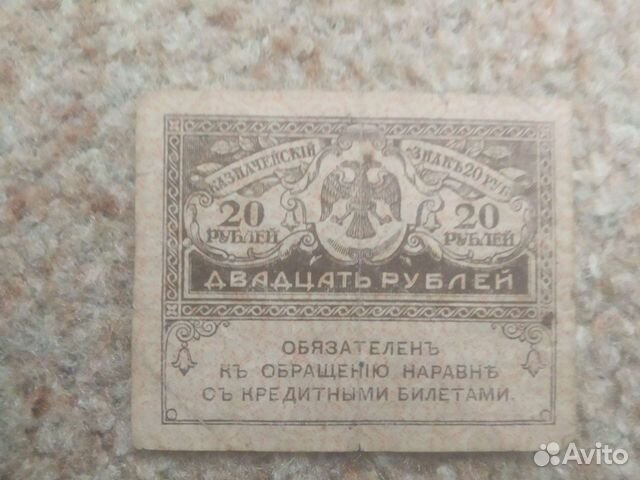 КАЗНАЧЕЙСКІЙ ЗНАКЪ 20 РУБ.
20 20
РУБЛЕЙ РУБЛЕЙ
ДВАДЦАТЬ РУБЛЕЙ
ОБЯЗАТЕЛЕНЪ
КЪ ОБРАЩЕНІЮ НАРАВНѢ
СЪ КРЕДИТНЫМИ БИЛЕТАМИ.
Avito